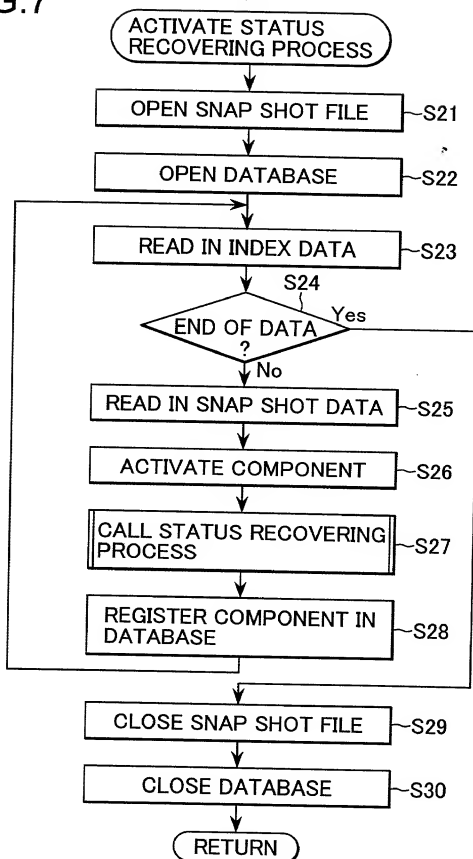 G.7
ACTIVATE STATUS
RECOVERING PROCESS
OPEN SNAP SHOT FILE
S21
OPEN DATABASE
S22
READ IN INDEX DATA
S23
S24
END OF DATA
?
Yes
No
READ IN SNAP SHOT DATA
S25
ACTIVATE COMPONENT
S26
CALL STATUS RECOVERING
PROCESS
S27
REGISTER COMPONENT IN
DATABASE
S28
CLOSE SNAP SHOT FILE
S29
CLOSE DATABASE
S30
RETURN